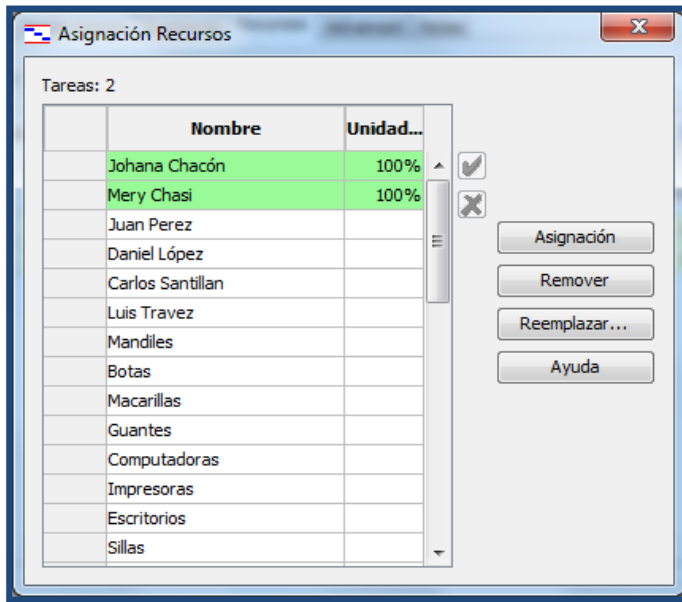 Asignación Recursos
Tareas: 2
Nombre Unidad...
Johana Chacón 100%
Mery Chasi 100%
Juan Perez
Daniel López
Carlos Santillan
Luis Travez
Mandiles
Botas
Macarillas
Guantes
Computadoras
Impresoras
Escritorios
Sillas
Asignación
Remover
Reemplazar...
Ayuda